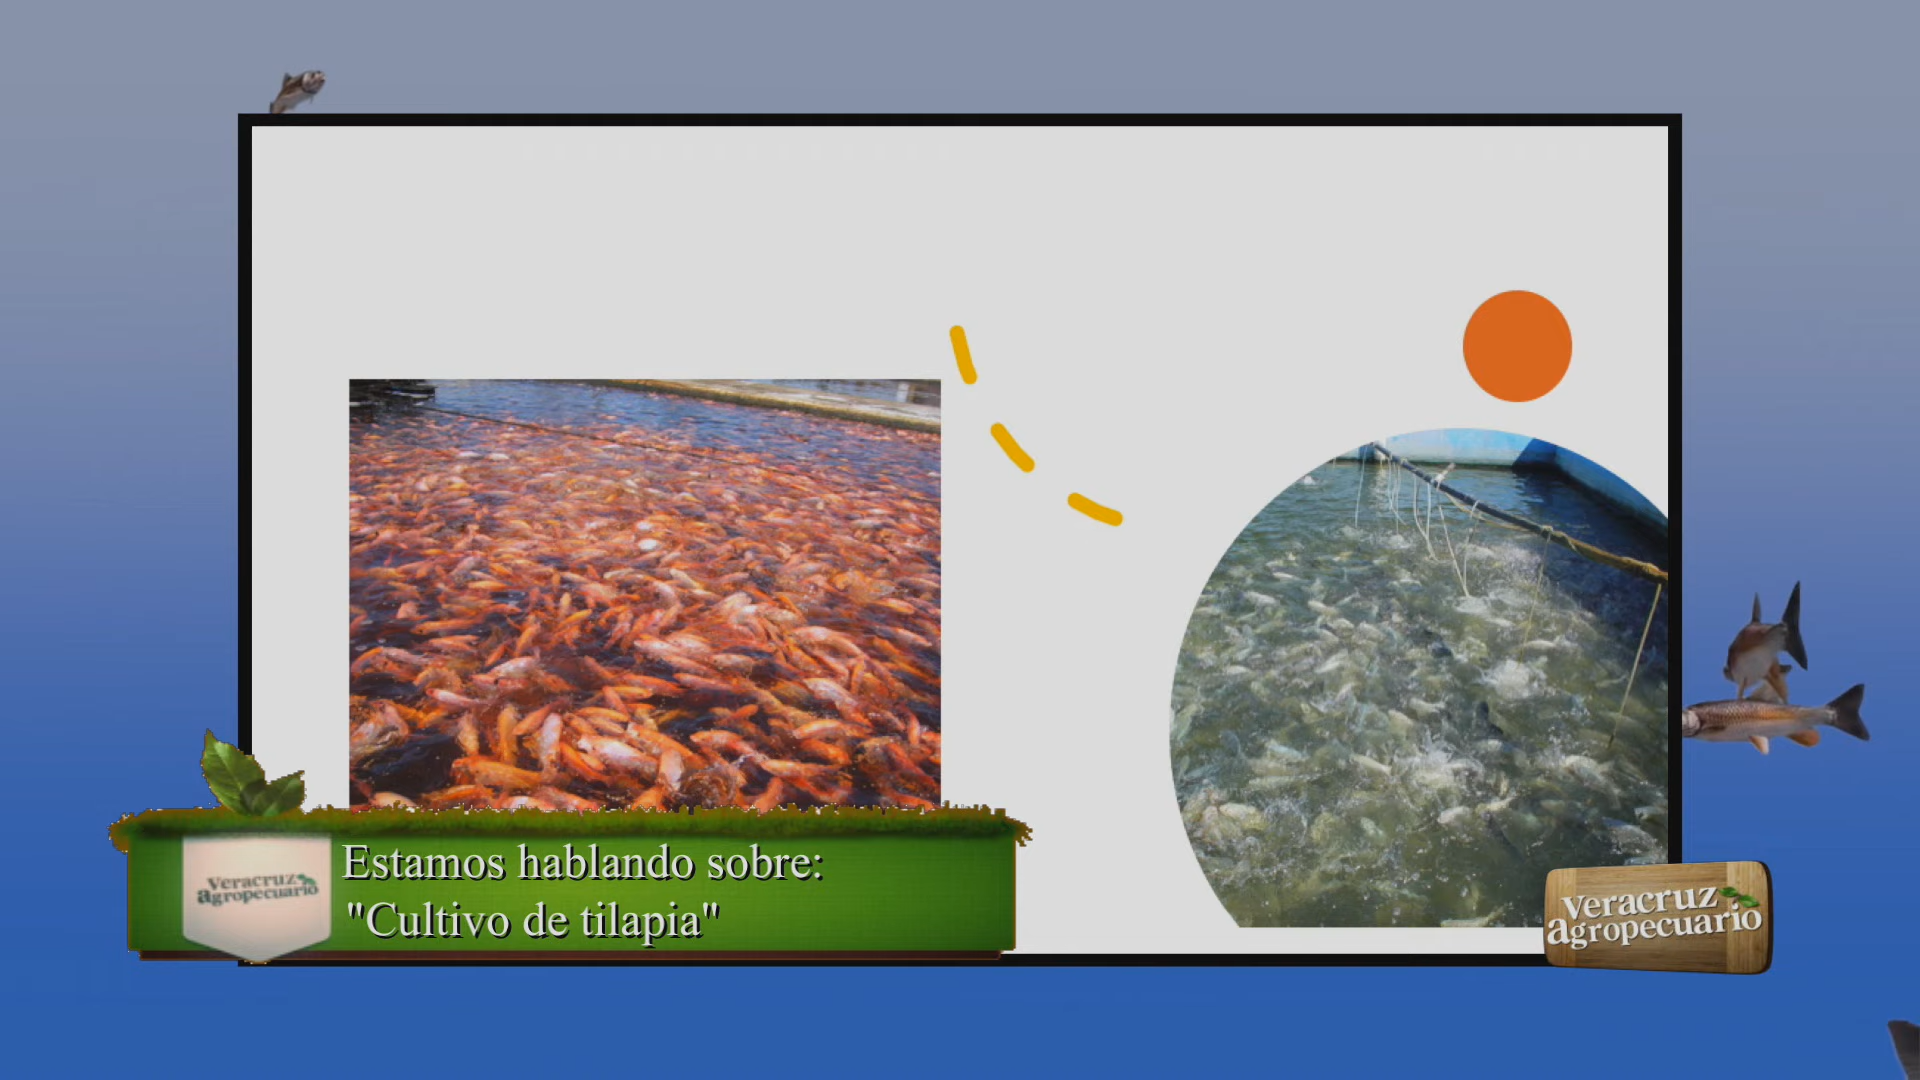 Estamos hablando sobre:
"Cultivo de tilapia"
Veracruz
agropecuario
Veracruz
agropecuario